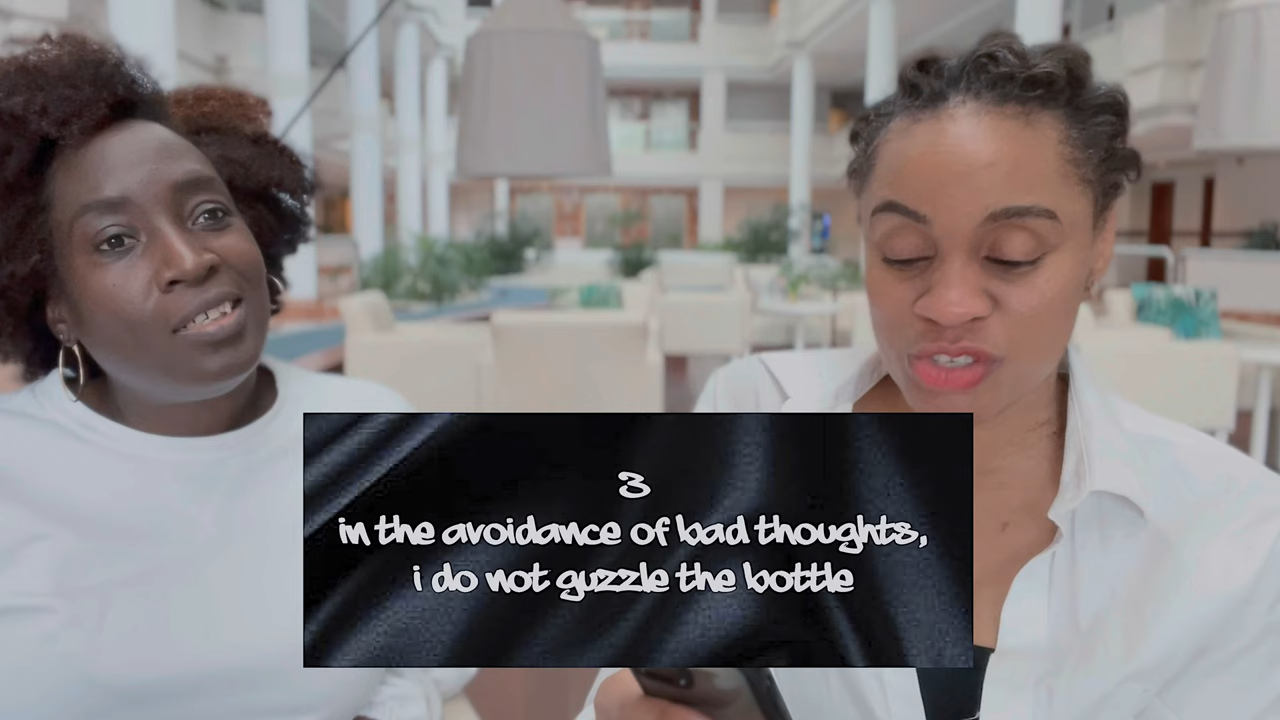 3
in the avoidance of bad thoughts,
i do not guzzle the bottle